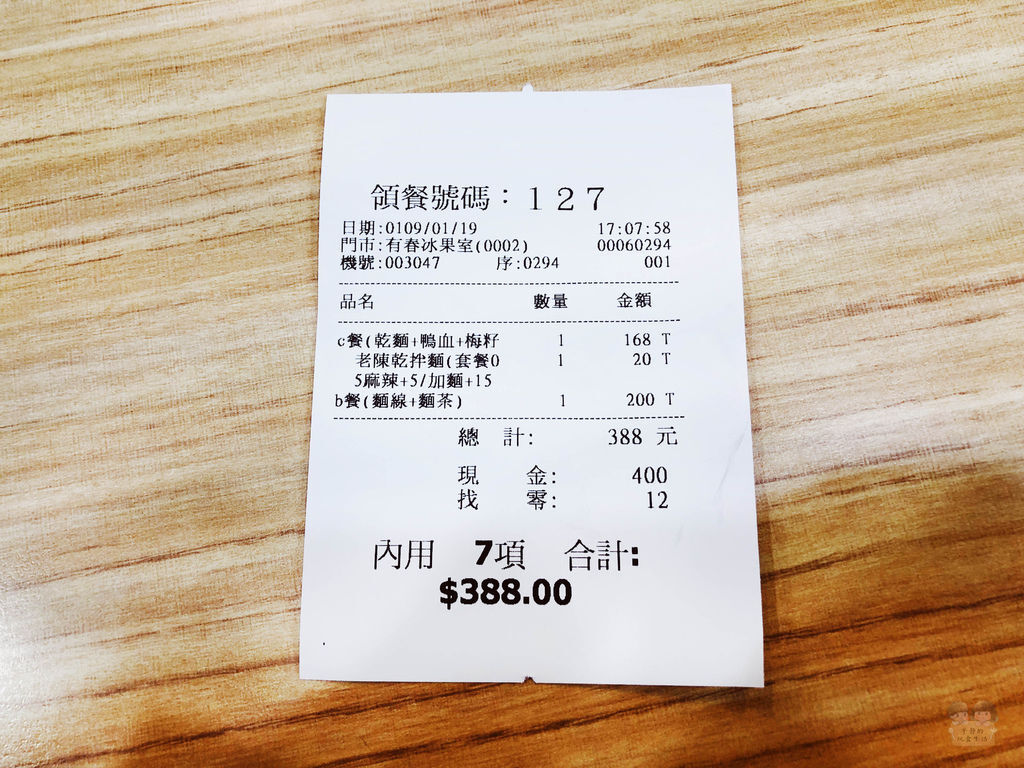 領餐號碼：127
日期:0109/01/19 17:07:58
門市:有春冰果室(0002) 00060294
機號:003047 序:0294 001
品名 數量 金額
c餐(乾麵+鴨血+梅籽 1 168 T
老陳乾拌麵(套餐0 1 20 T
5麻辣+5/加麵+15
b餐(麵線+麵茶) 1 200 T
總 計: 388 元
現 金: 400
找 零: 12
內用 7項 合計:
$388.00
玩食生活